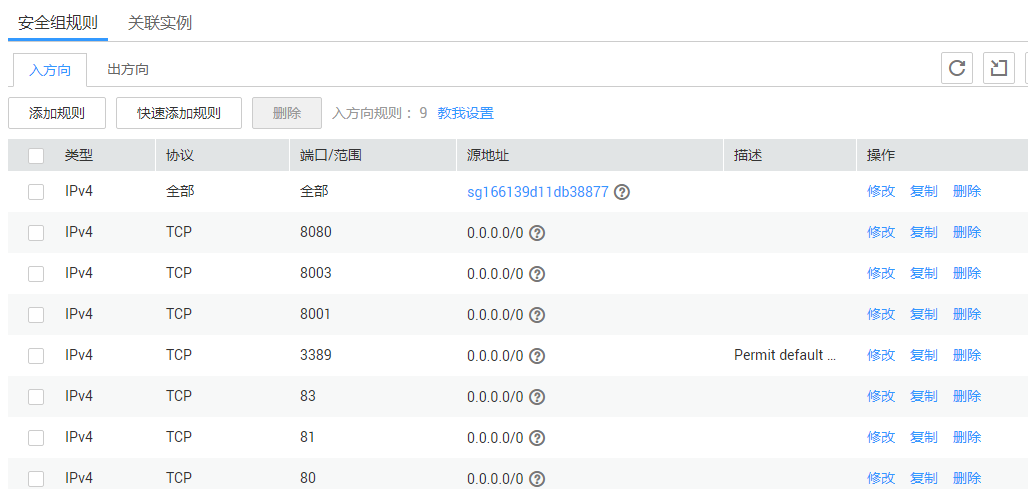 安全组规则 关联实例
入方向 出方向
添加规则 快速添加规则 删除 入方向规则： 9 教我设置
类型 协议 端口/范围 源地址 描述 操作
IPv4 全部 全部 sg166139d11db38877 ? 修改 复制 删除
IPv4 TCP 8080 0.0.0.0/0 ? 修改 复制 删除
IPv4 TCP 8003 0.0.0.0/0 ? 修改 复制 删除
IPv4 TCP 8001 0.0.0.0/0 ? 修改 复制 删除
IPv4 TCP 3389 0.0.0.0/0 ? Permit default ... 修改 复制 删除
IPv4 TCP 83 0.0.0.0/0 ? 修改 复制 删除
IPv4 TCP 81 0.0.0.0/0 ? 修改 复制 删除
IPv4 TCP 80 0.0.0.0/0 ? 修改 复制 删除